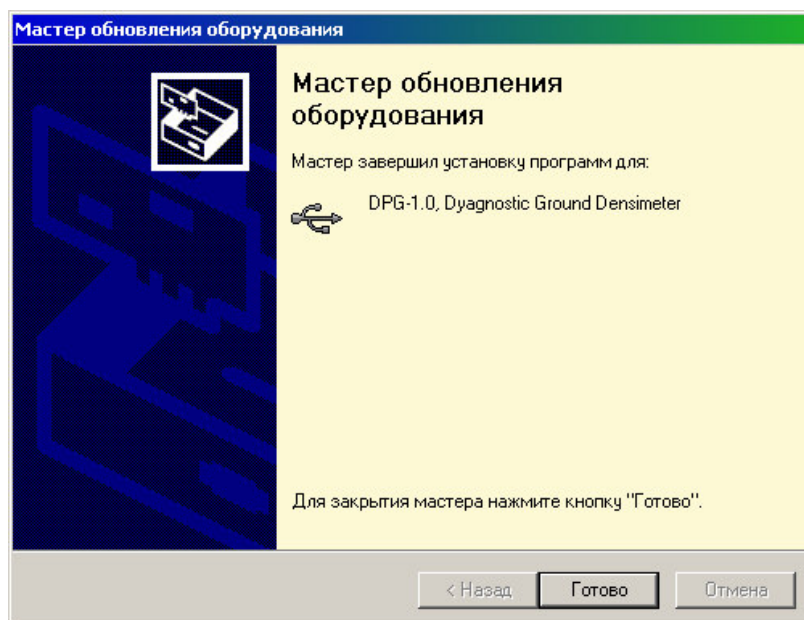 Мастер обновления оборудования
Мастер обновления
оборудования
Мастер завершил установку программ для:
DPG-1.0, Dyagnostic Ground Densimeter
Для закрытия мастера нажмите кнопку "Готово".
< Назад
Готово
Отмена